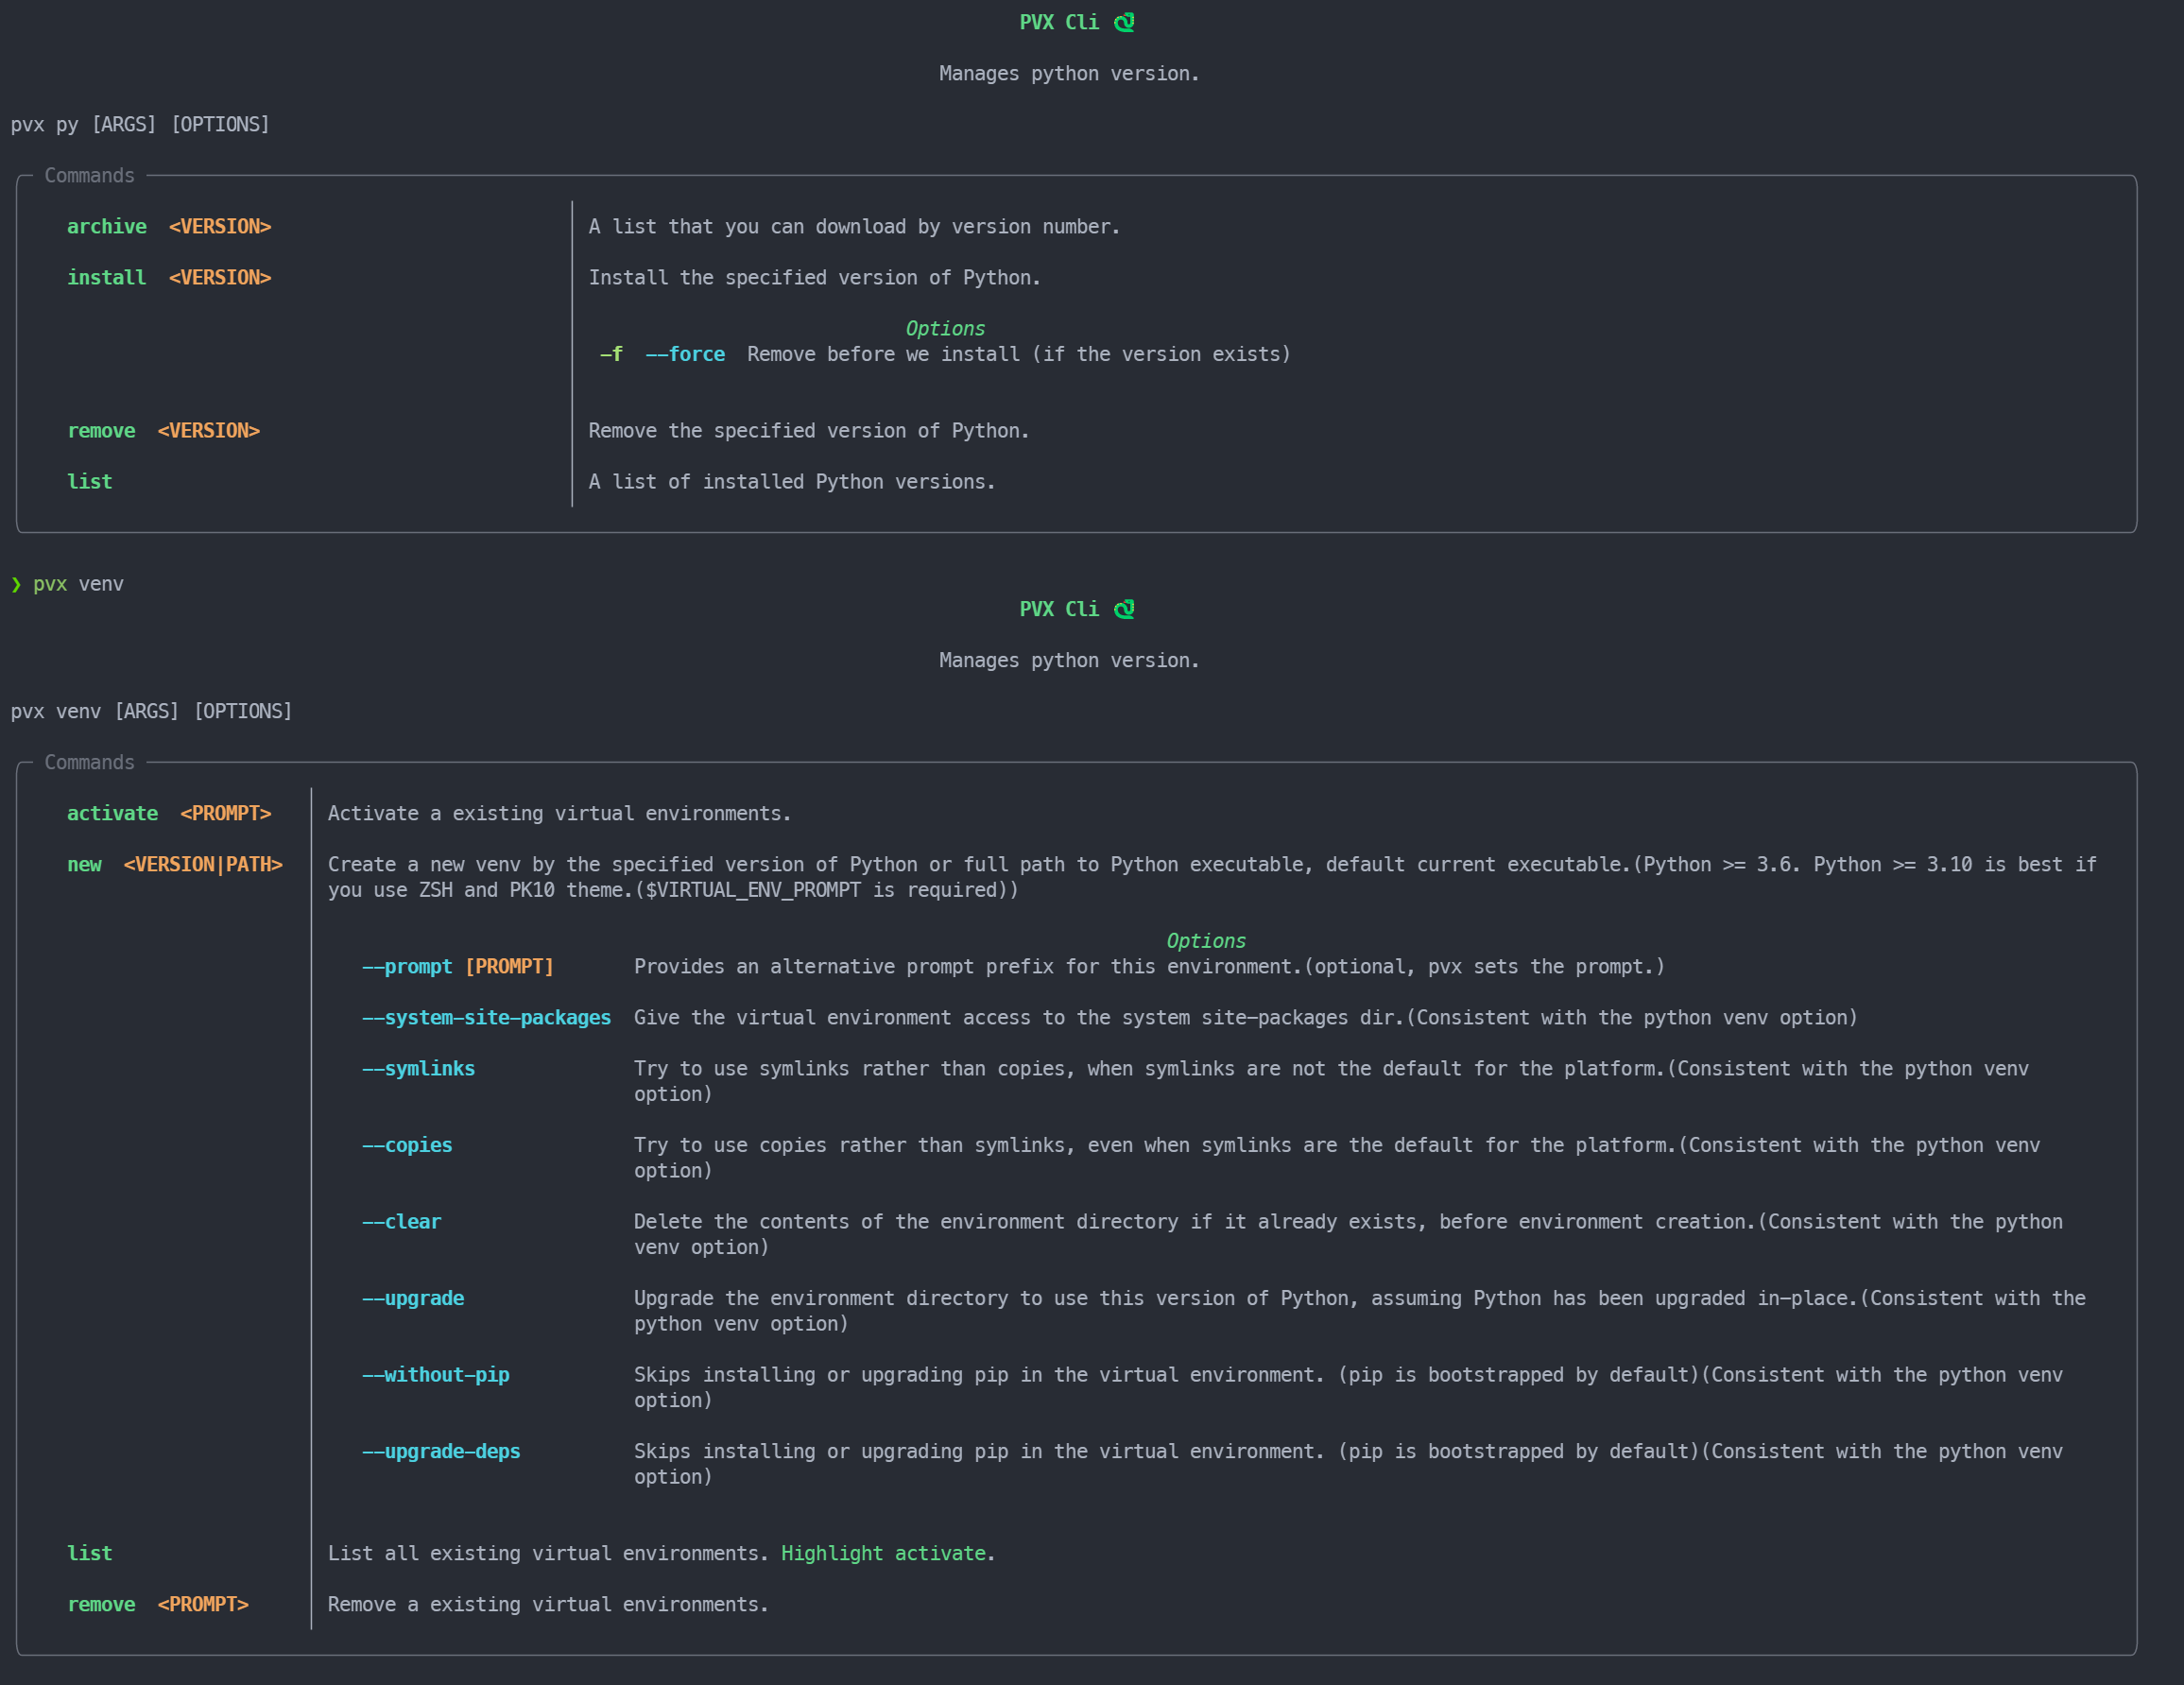 PVX Cli
Manages python version.
pvx py [ARGS] [OPTIONS]
Commands
archive <VERSION> A list that you can download by version number.
install <VERSION> Install the specified version of Python.
Options
-f --force Remove before we install (if the version exists)
remove <VERSION> Remove the specified version of Python.
list A list of installed Python versions.
❯ pvx venv
PVX Cli
Manages python version.
pvx venv [ARGS] [OPTIONS]
Commands
activate <PROMPT> Activate a existing virtual environments.
new <VERSION|PATH> Create a new venv by the specified version of Python or full path to Python executable, default current executable.(Python >= 3.6. Python >= 3.10 is best if
you use ZSH and PK10 theme.($VIRTUAL_ENV_PROMPT is required))
Options
--prompt [PROMPT] Provides an alternative prompt prefix for this environment.(optional, pvx sets the prompt.)
--system-site-packages Give the virtual environment access to the system site-packages dir.(Consistent with the python venv option)
--symlinks Try to use symlinks rather than copies, when symlinks are not the default for the platform.(Consistent with the python venv
option)
--copies Try to use copies rather than symlinks, even when symlinks are the default for the platform.(Consistent with the python venv
option)
--clear Delete the contents of the environment directory if it already exists, before environment creation.(Consistent with the python
venv option)
--upgrade Upgrade the environment directory to use this version of Python, assuming Python has been upgraded in-place.(Consistent with the
python venv option)
--without-pip Skips installing or upgrading pip in the virtual environment. (pip is bootstrapped by default)(Consistent with the python venv
option)
--upgrade-deps Skips installing or upgrading pip in the virtual environment. (pip is bootstrapped by default)(Consistent with the python venv
option)
list List all existing virtual environments. Highlight activate.
remove <PROMPT> Remove a existing virtual environments.